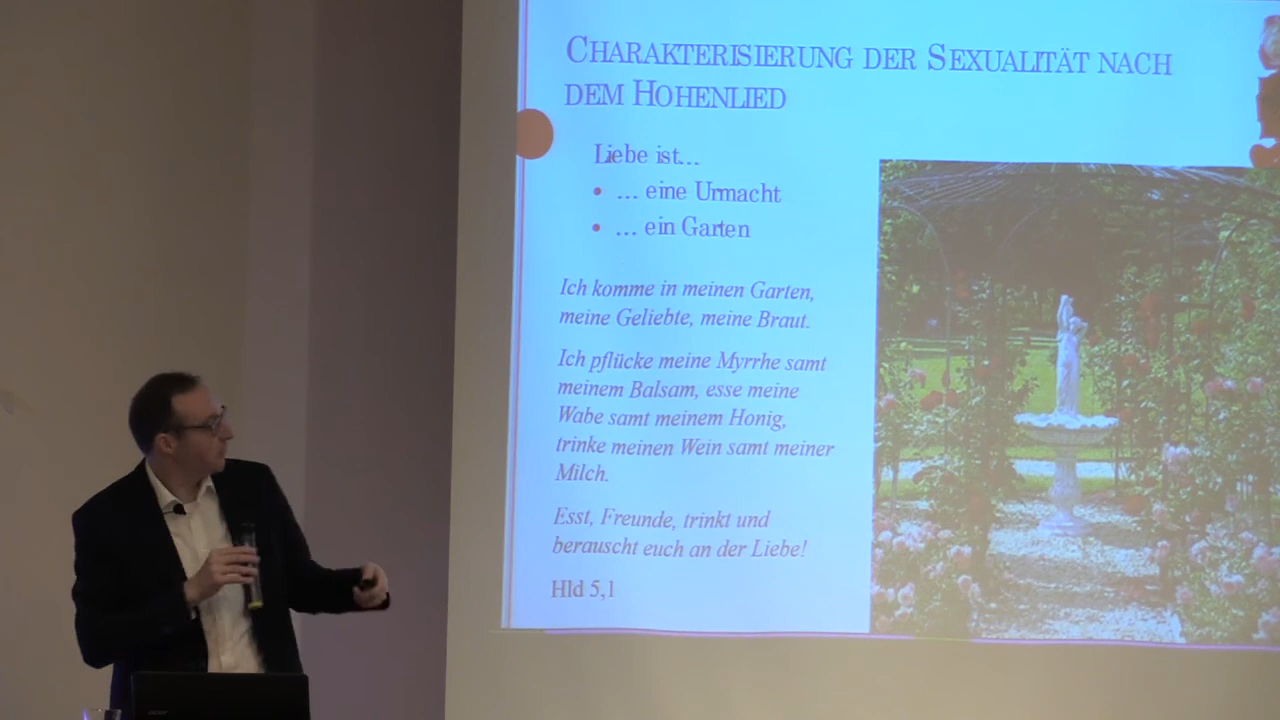 CHARAKTERISIERUNG DER SEXUALITÄT NACH
DEM HOHENLIED
Liebe ist...
• ... eine Urmacht
• ... ein Garten
Ich komme in meinen Garten,
meine Geliebte, meine Braut.
Ich pflücke meine Myrrhe samt
meinem Balsam, esse meine
Wabe samt meinem Honig,
trinke meinen Wein samt meiner
Milch.
Esst, Freunde, trinkt und
berauscht euch an der Liebe!
Hld 5,1